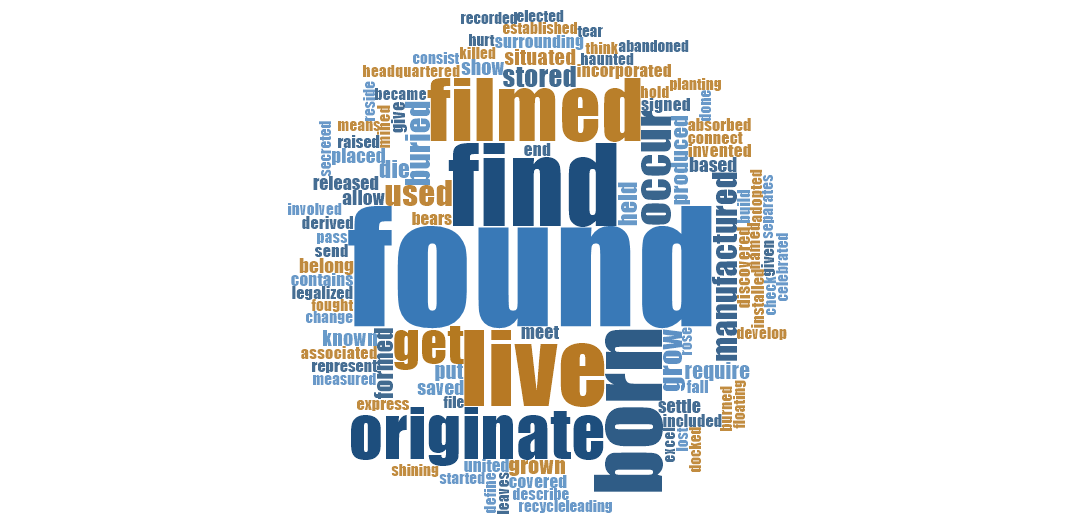 recorded
elected
established
tear
hurt
surrounding
think
abandoned
consist
killed
situated
haunted
headquartered
show
stored
incorporated
planting
reside
became
filmed
hold
signed
done
secreted
means
mined
give
buried
occur
produced
absorbed
connect
raised
placed
end
invented
die
find
based
released
allow
used
held
manufactured
build
adopted
separates
involved
derived
bears
found
pass
send
belong
contains
legalized
fought
change
discovered
named
installed
given
check
celebrated
known
formed
get
meet
born
grow
rose
develop
associated
represent
measured
put
live
require
saved
fall
express
file
settle
burned
floating
originate
included
excel
lost
docked
shining
united
grown
started
covered
define
leaves
describe
recycle
leading